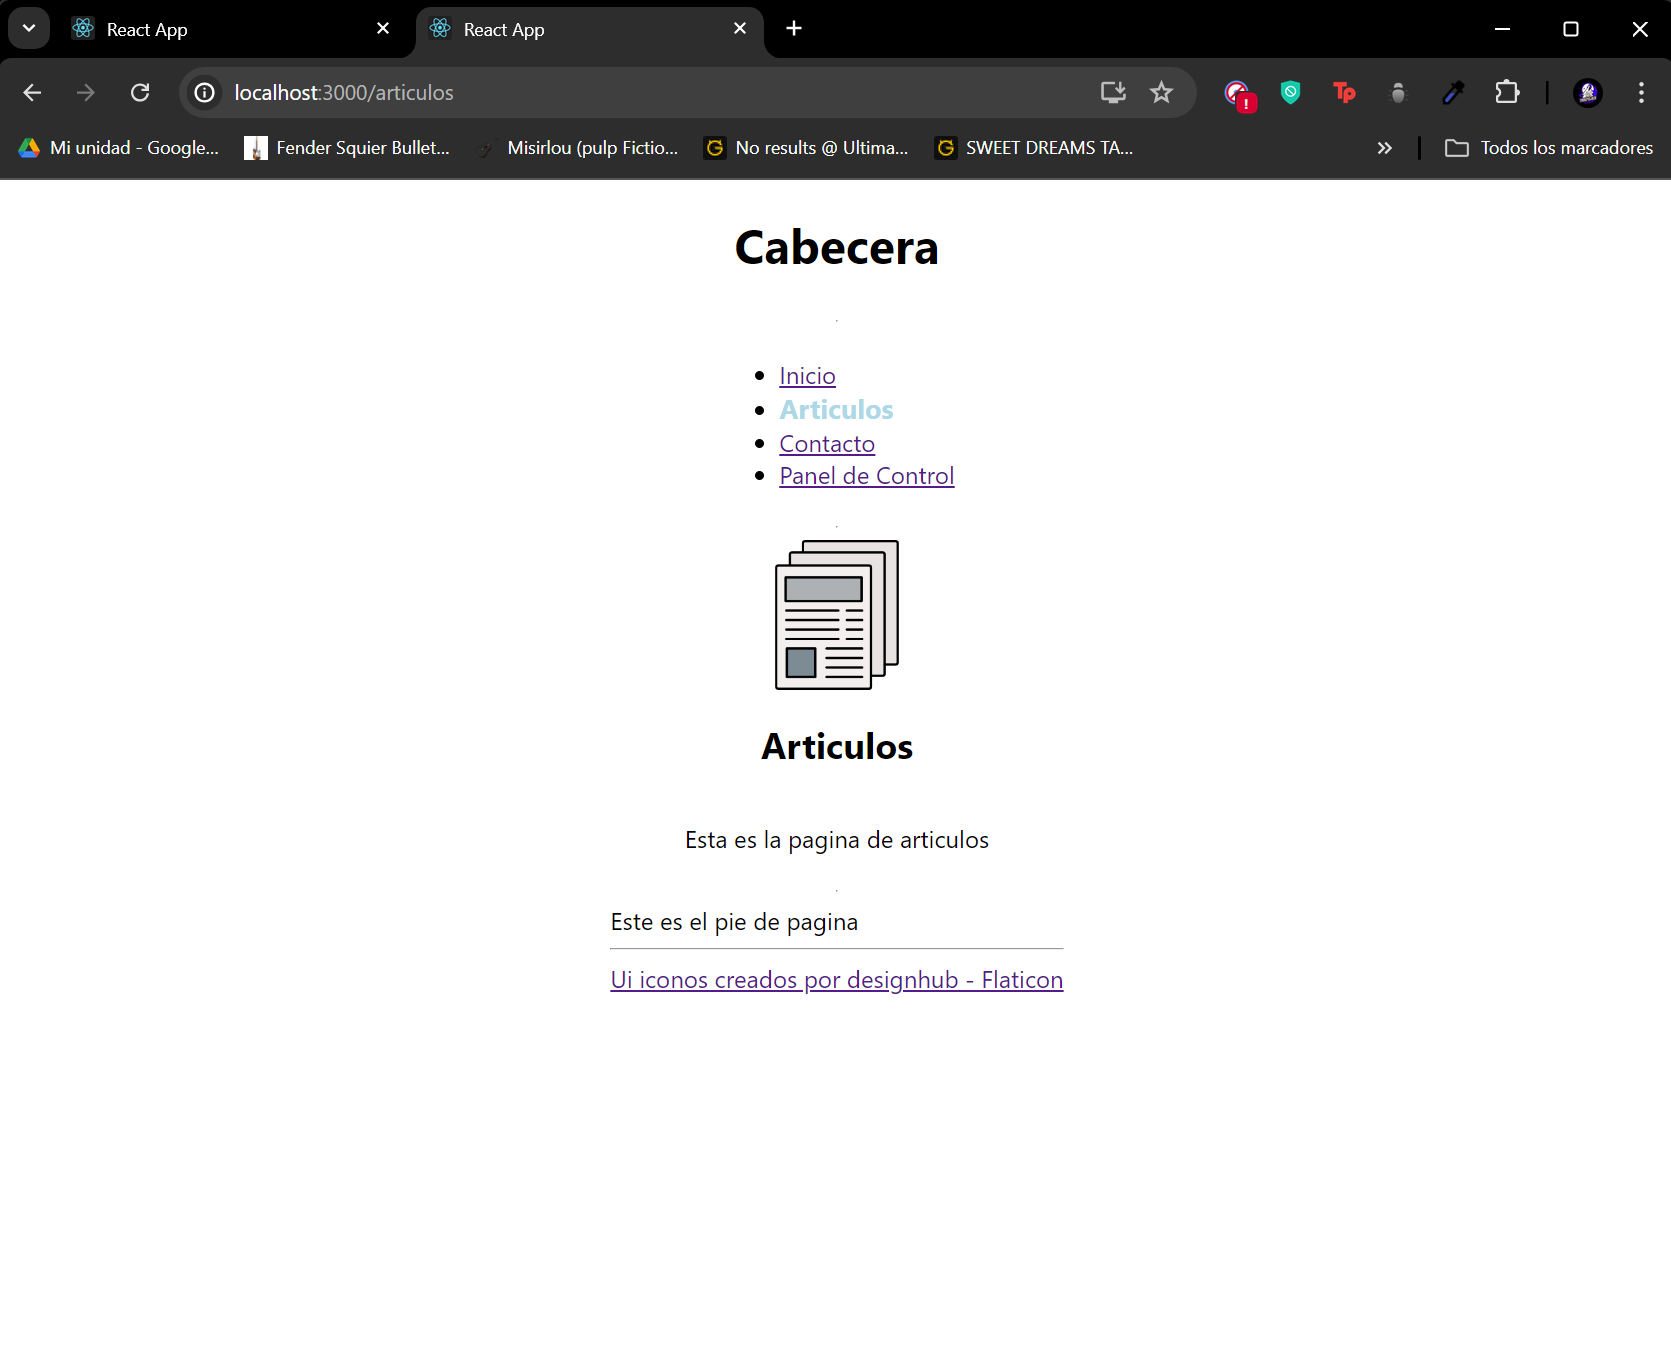 React App
React App
localhost:3000/articulos
Tp
Mi unidad - Google...
Fender Squier Bullet...
Misirlou (pulp Fictio...
No results @ Ultima...
SWEET DREAMS TA...
Todos los marcadores
Cabecera
Inicio
Articulos
Contacto
Panel de Control
Articulos
Esta es la pagina de articulos
Este es el pie de pagina
Ui iconos creados por designhub - Flaticon